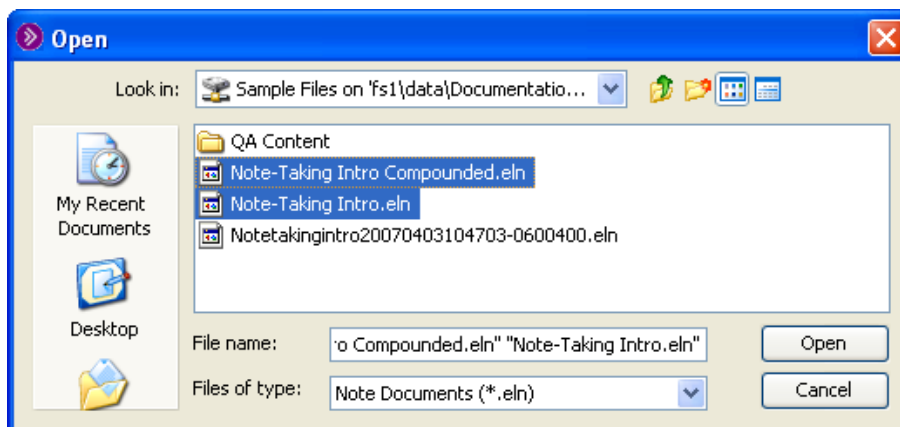 Open
Look in: Sample Files on 'fs1\data\Documentatio...
My Recent
Documents
Desktop
QA Content
Note-Taking Intro Compounded.eln
Note-Taking Intro.eln
Notetakingintro20070403104703-0600400.eln
File name: o Compounded.eln" "Note-Taking Intro.eln" Open
Files of type: Note Documents (*.eln) Cancel